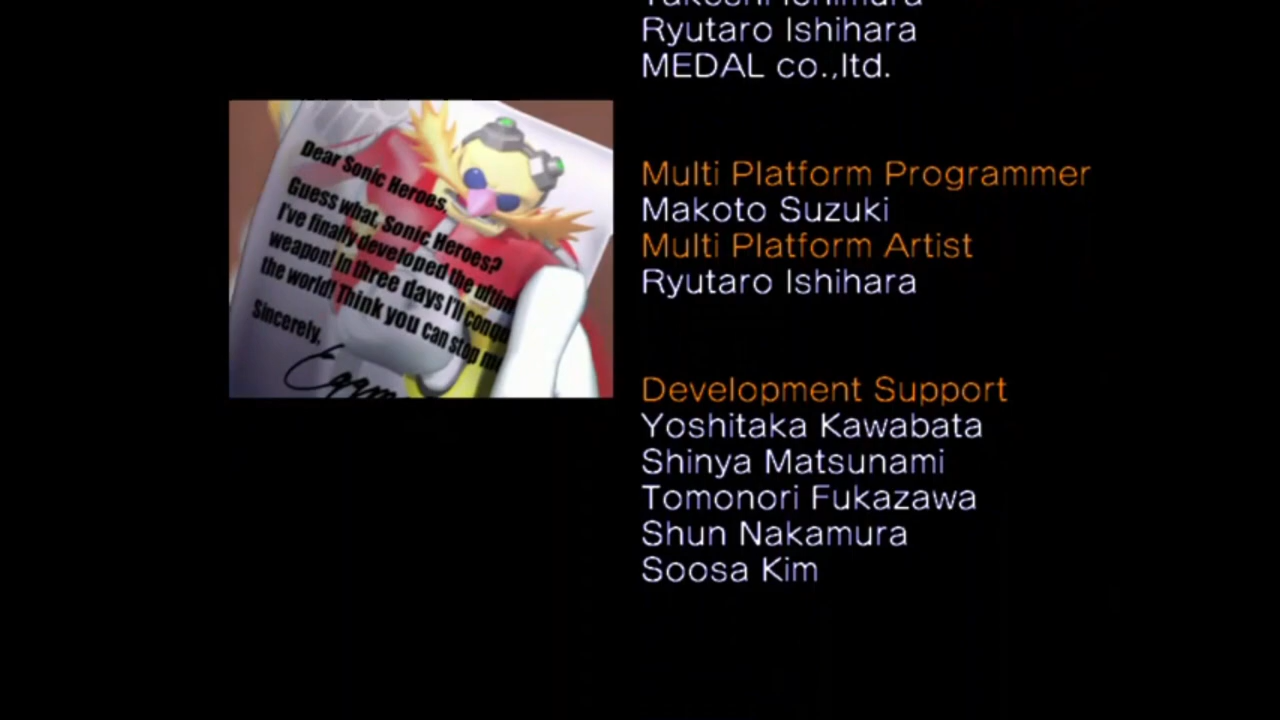 Ryutaro Ishihara
MEDAL co.,ltd.
Dear Sonic Heroes,
Guess what, Sonic Heroes?
I've finally developed the
weapon! In three days I'll
the world! Think you can stop
Sincerely,
Multi Platform Programmer
Makoto Suzuki
Multi Platform Artist
Ryutaro Ishihara
Development Support
Yoshitaka Kawabata
Shinya Matsunami
Tomonori Fukazawa
Shun Nakamura
Soosa Kim